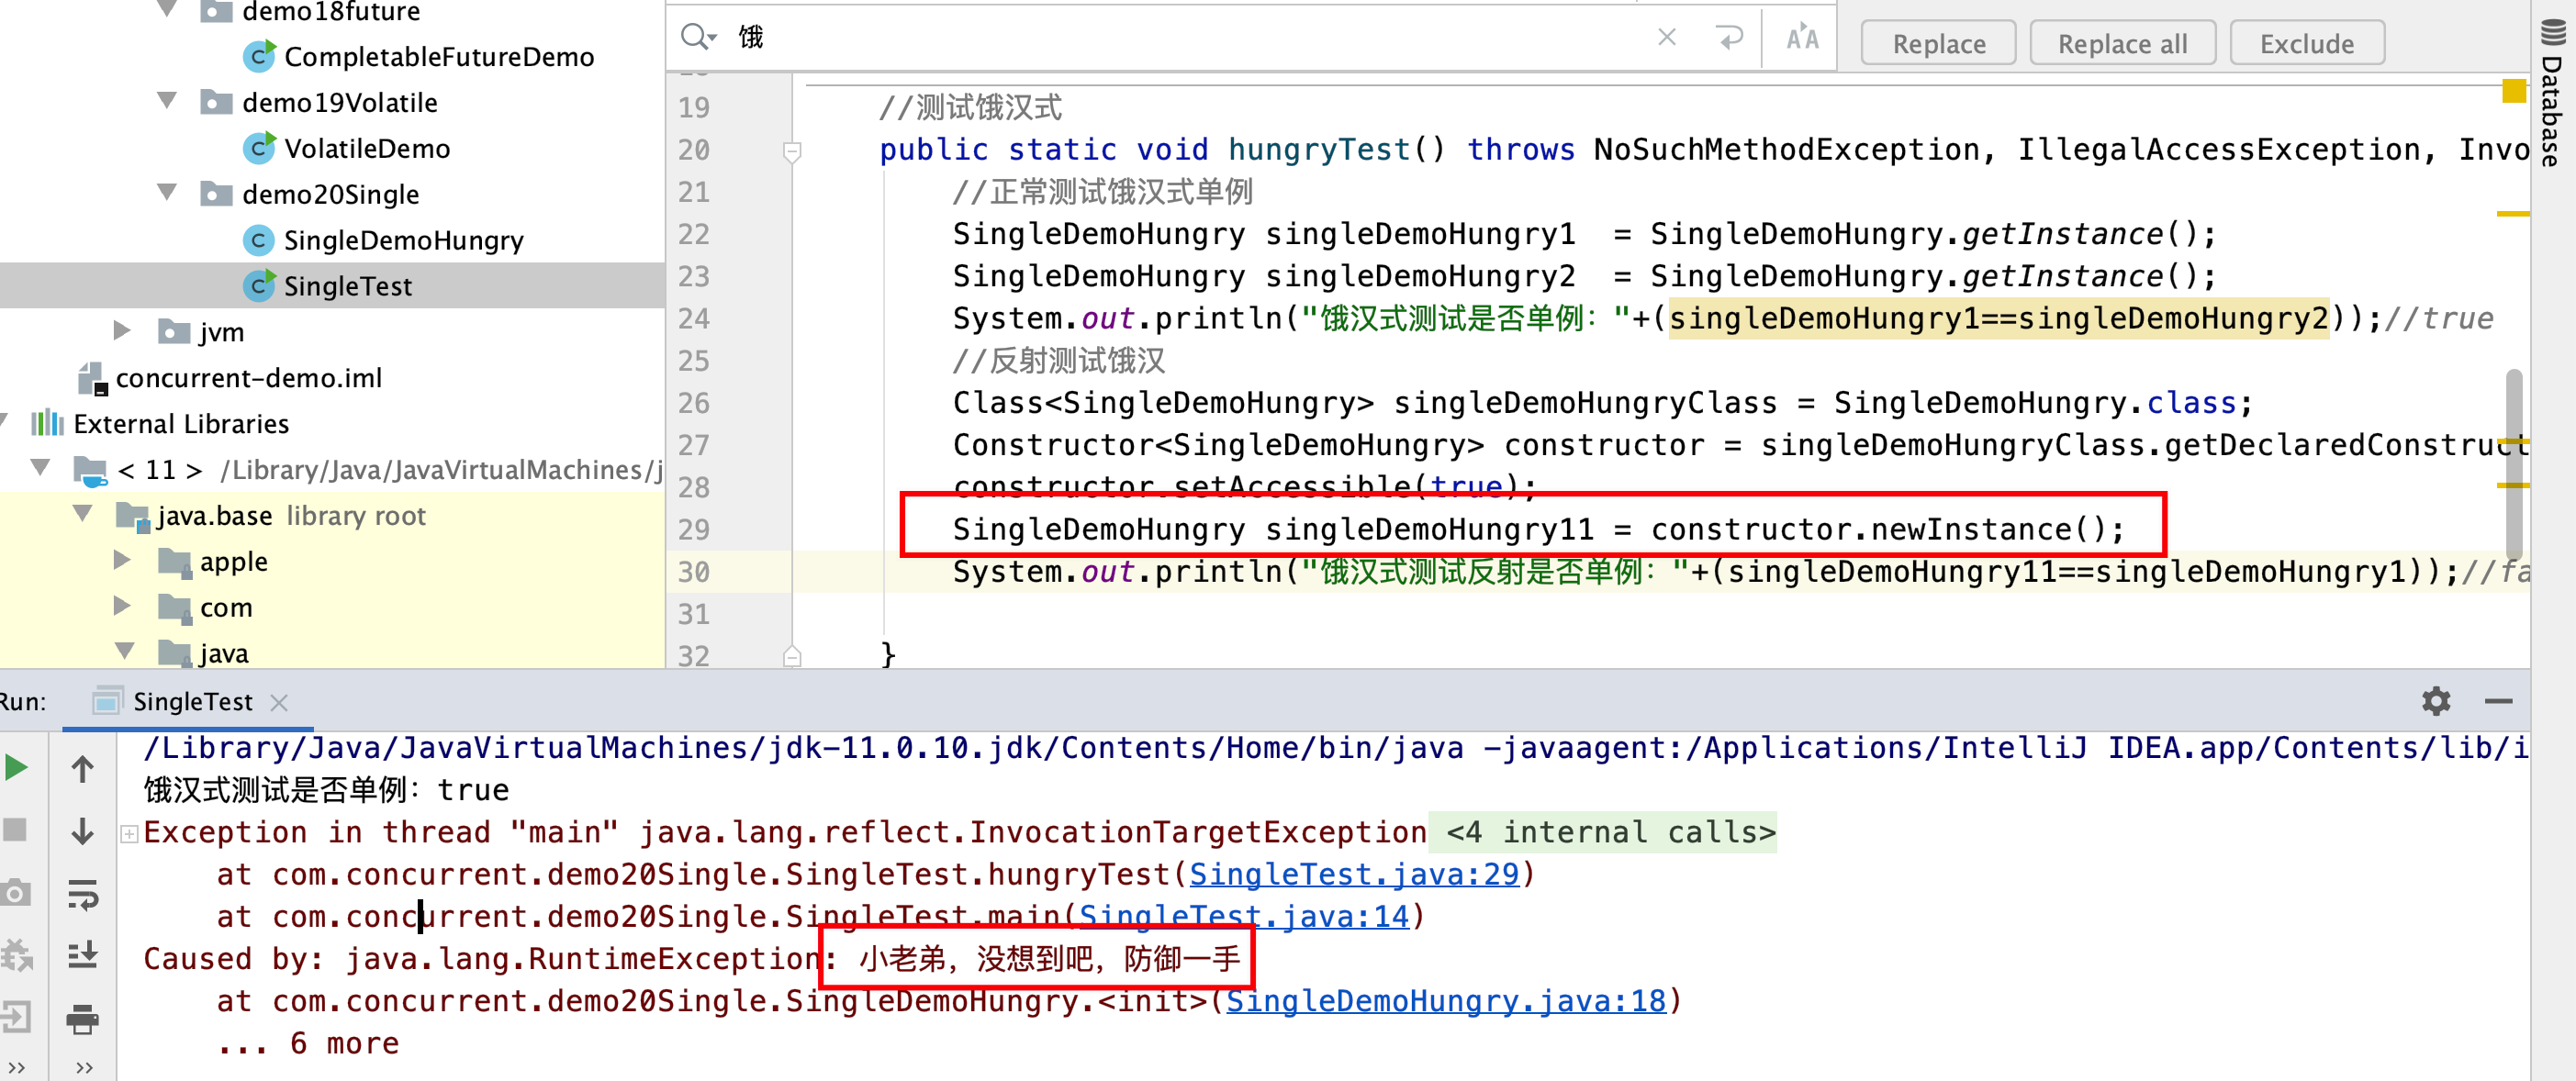 demo18future
CompletableFutureDemo
demo19Volatile
VolatileDemo
demo20Single
SingleDemoHungry
SingleTest
jvm
concurrent-demo.iml
External Libraries
< 11 > /Library/Java/JavaVirtualMachines/j
java.base library root
apple
com
java
饿
Replace
Replace all
Exclude
Database
19 //测试饿汉式
20 public static void hungryTest() throws NoSuchMethodException, IllegalAccessException, Invo
21 //正常测试饿汉式单例
22 SingleDemoHungry singleDemoHungry1  = SingleDemoHungry.getInstance();
23 SingleDemoHungry singleDemoHungry2  = SingleDemoHungry.getInstance();
24 System.out.println("饿汉式测试是否单例："+(singleDemoHungry1==singleDemoHungry2));//true
25 //反射测试饿汉
26 Class<SingleDemoHungry> singleDemoHungryClass = SingleDemoHungry.class;
27 Constructor<SingleDemoHungry> constructor = singleDemoHungryClass.getDeclaredConstruct
28 constructor.setAccessible(true);
29 SingleDemoHungry singleDemoHungry11 = constructor.newInstance();
30 System.out.println("饿汉式测试反射是否单例："+(singleDemoHungry11==singleDemoHungry1));//fa
31
32 }
Run: SingleTest
/Library/Java/JavaVirtualMachines/jdk-11.0.10.jdk/Contents/Home/bin/java -javaagent:/Applications/IntelliJ IDEA.app/Contents/lib/i
饿汉式测试是否单例：true
Exception in thread "main" java.lang.reflect.InvocationTargetException <4 internal calls>
at com.concurrent.demo20Single.SingleTest.hungryTest(SingleTest.java:29)
at com.concurrent.demo20Single.SingleTest.main(SingleTest.java:14)
Caused by: java.lang.RuntimeException: 小老弟，没想到吧，防御一手
at com.concurrent.demo20Single.SingleDemoHungry.<init>(SingleDemoHungry.java:18)
... 6 more